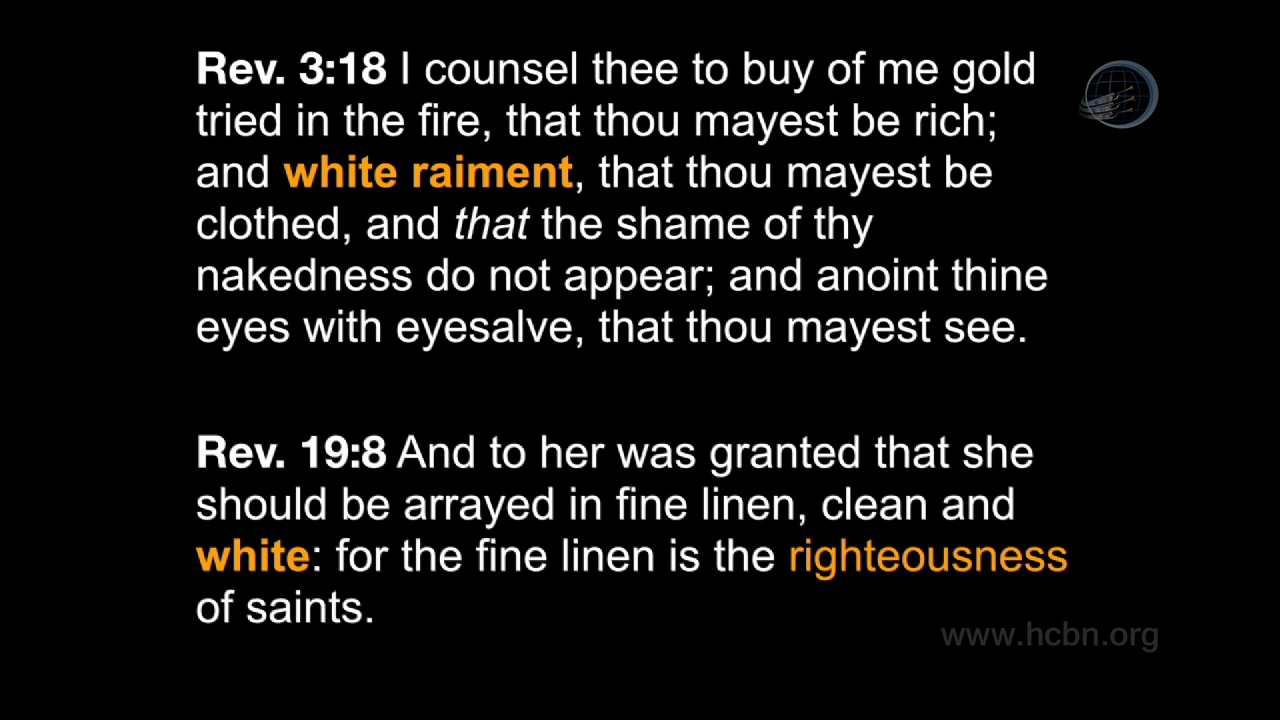 Rev. 3:18 I counsel thee to buy of me gold
tried in the fire, that thou mayest be rich;
and white raiment, that thou mayest be
clothed, and that the shame of thy
nakedness do not appear; and anoint thine
eyes with eyesalve, that thou mayest see.
Rev. 19:8 And to her was granted that she
should be arrayed in fine linen, clean and
white: for the fine linen is the righteousness
of saints.
www.hcbn.org